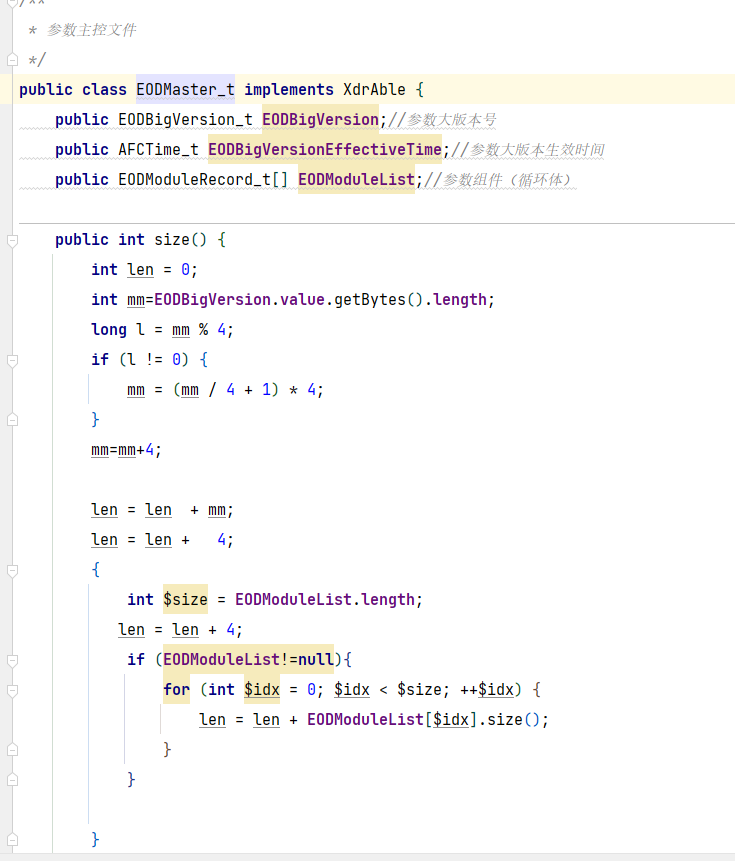 /**
 * 参数主控文件
 */
public class EODMaster_t implements XdrAble {
    public EODBigVersion_t EODBigVersion;//参数大版本号
    public AFCTime_t EODBigVersionEffectiveTime;//参数大版本生效时间
    public EODModuleRecord_t[] EODModuleList;//参数组件（循环体）
    public int size() {
        int len = 0;
        int mm=EODBigVersion.value.getBytes().length;
        long l = mm % 4;
        if (l != 0) {
            mm = (mm / 4 + 1) * 4;
        }
        mm=mm+4;
        len = len  + mm;
        len = len +   4;
        {
            int $size = EODModuleList.length;
           len = len + 4;
            if (EODModuleList!=null){
                for (int $idx = 0; $idx < $size; ++$idx) {
                    len = len + EODModuleList[$idx].size();
                }
            }
        }